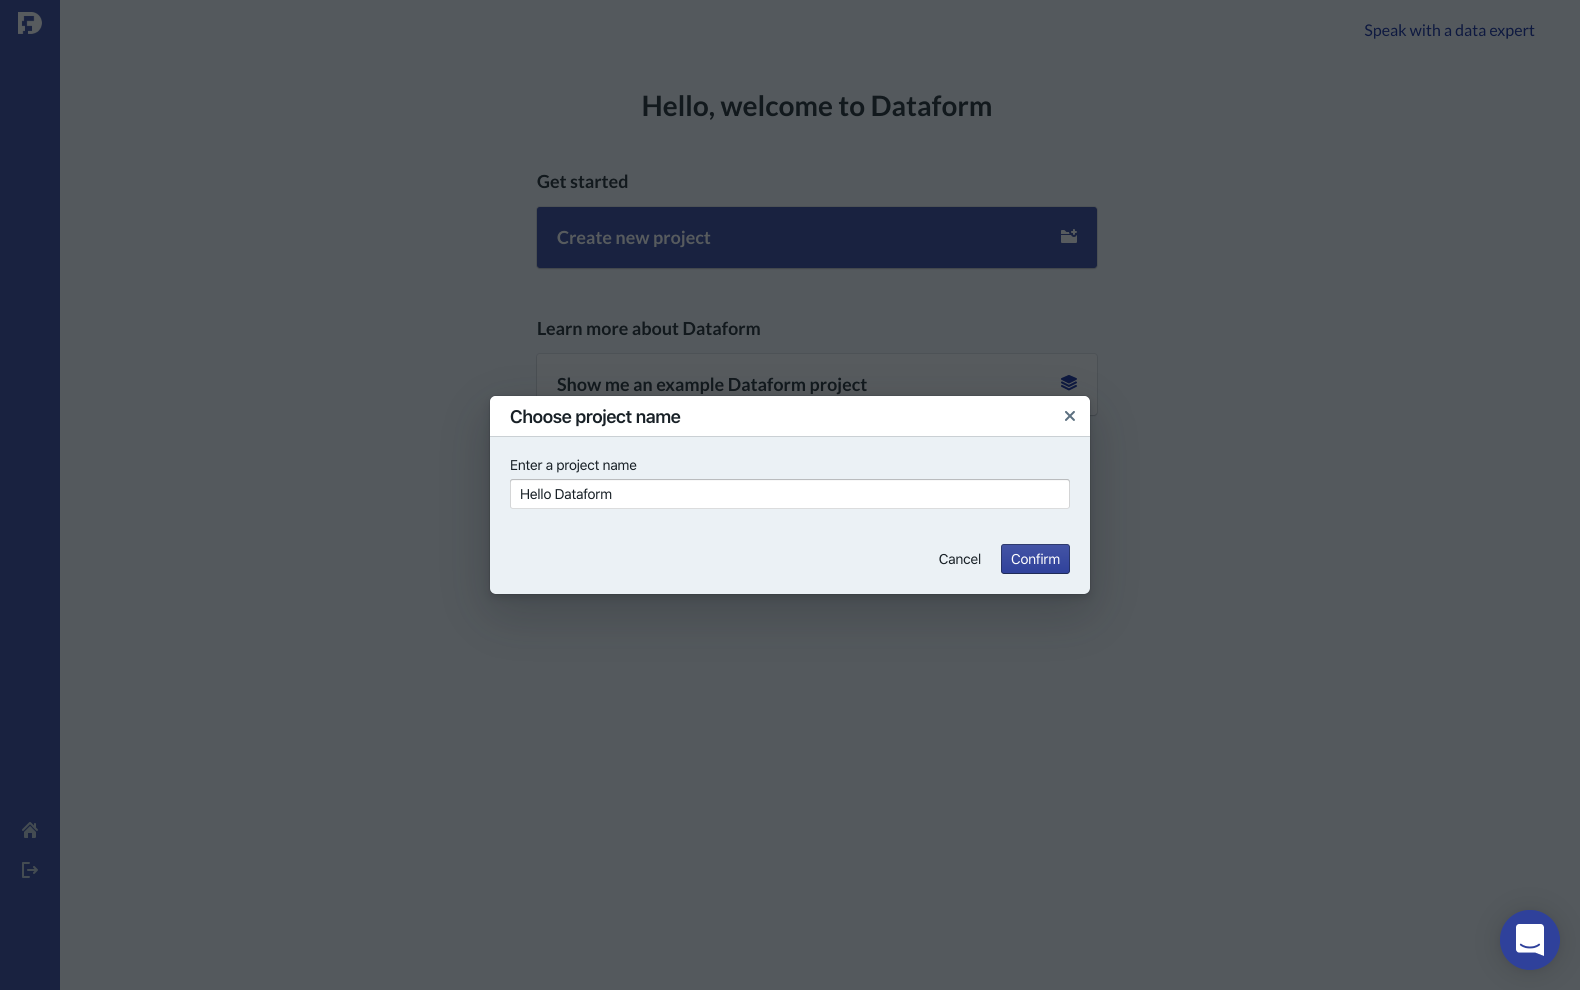 Speak with a data expert
Hello, welcome to Dataform
Get started
Create new project
Learn more about Dataform
Show me an example Dataform project
Choose project name
Enter a project name
Hello Dataform
Cancel
Confirm